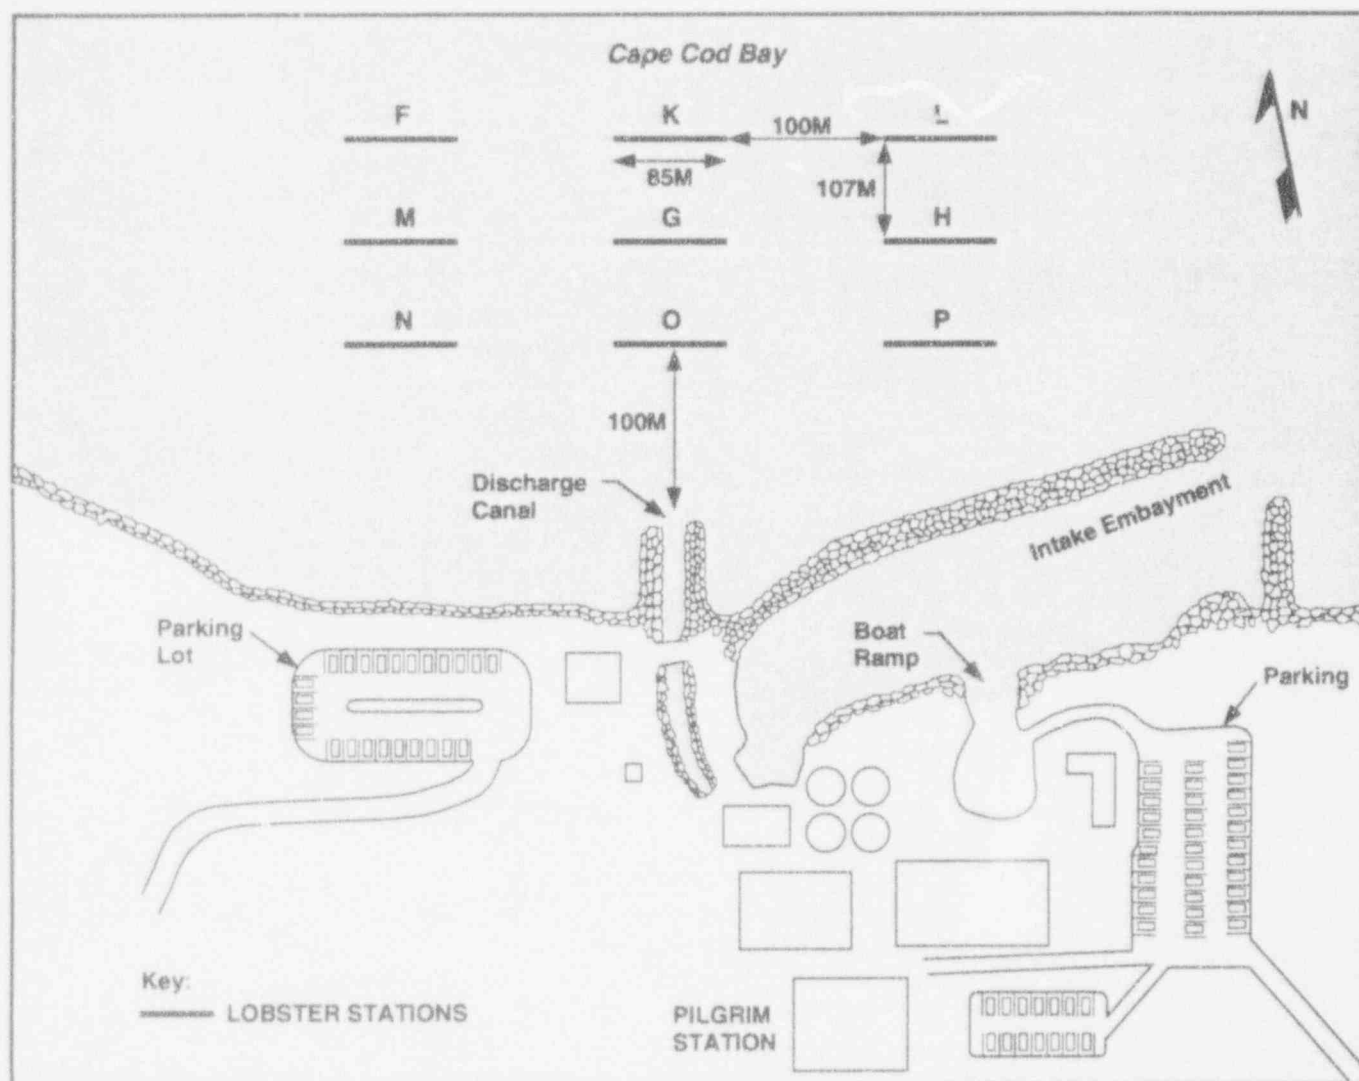 Cape Cod Bay
N
F
K
L
100M
85M
107M
M
G
H
N
O
P
100M
Discharge
Canal
Intake Embayment
Parking
Lot
Boat
Ramp
Parking
Key:
LOBSTER STATIONS
PILGRIM
STATION